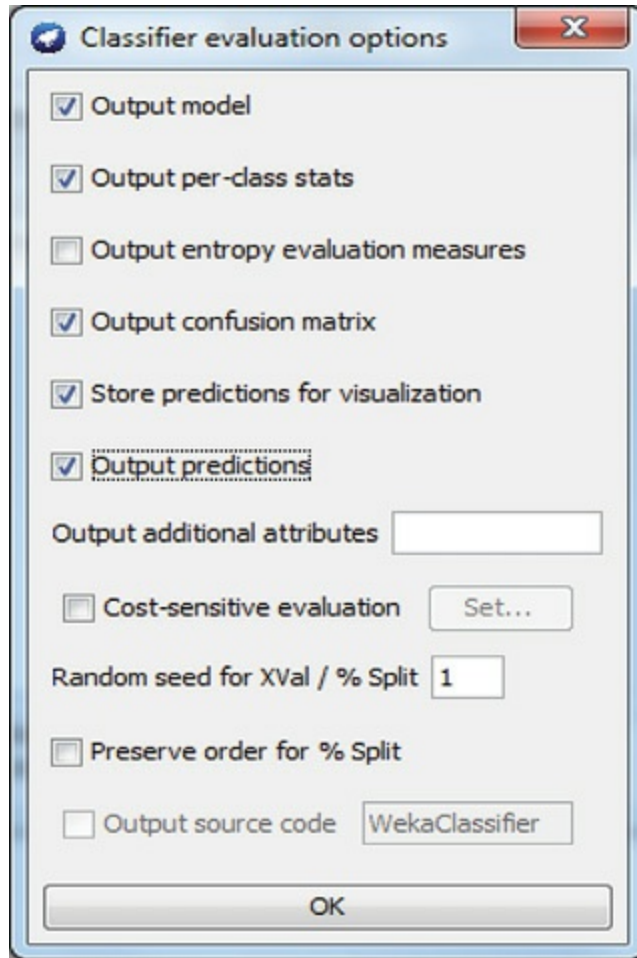 Classifier evaluation options
Output model
Output per-class stats
Output entropy evaluation measures
Output confusion matrix
Store predictions for visualization
Output predictions
Output additional attributes
Cost-sensitive evaluation Set...
Random seed for XVal / % Split 1
Preserve order for % Split
Output source code WekaClassifier
OK